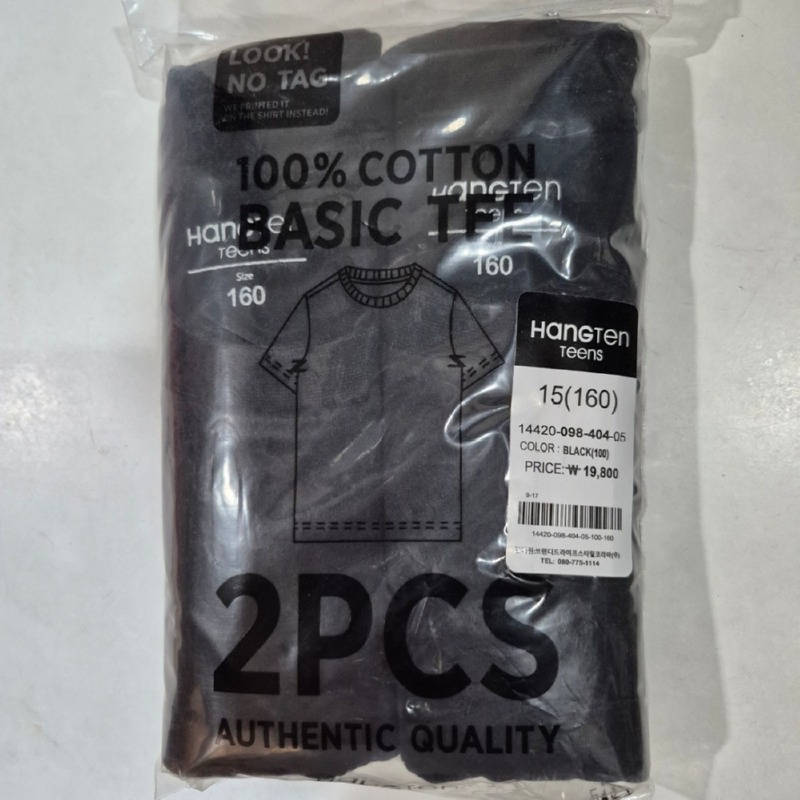 LOOK!
NO TAG
WE PRINTED IT
ON THE SHIRT INSTEAD!
100% COTTON
BASIC TEE
HangTen
Teens
Size
160
HangTen
Teens
160
HangTen
Teens
15(160)
14420-098-404-05
COLOR : BLACK(100)
PRICE:₩ 19,800
14420-098-404-05-100-160
TEL: 080-775-1114
2PCS
AUTHENTIC QUALITY